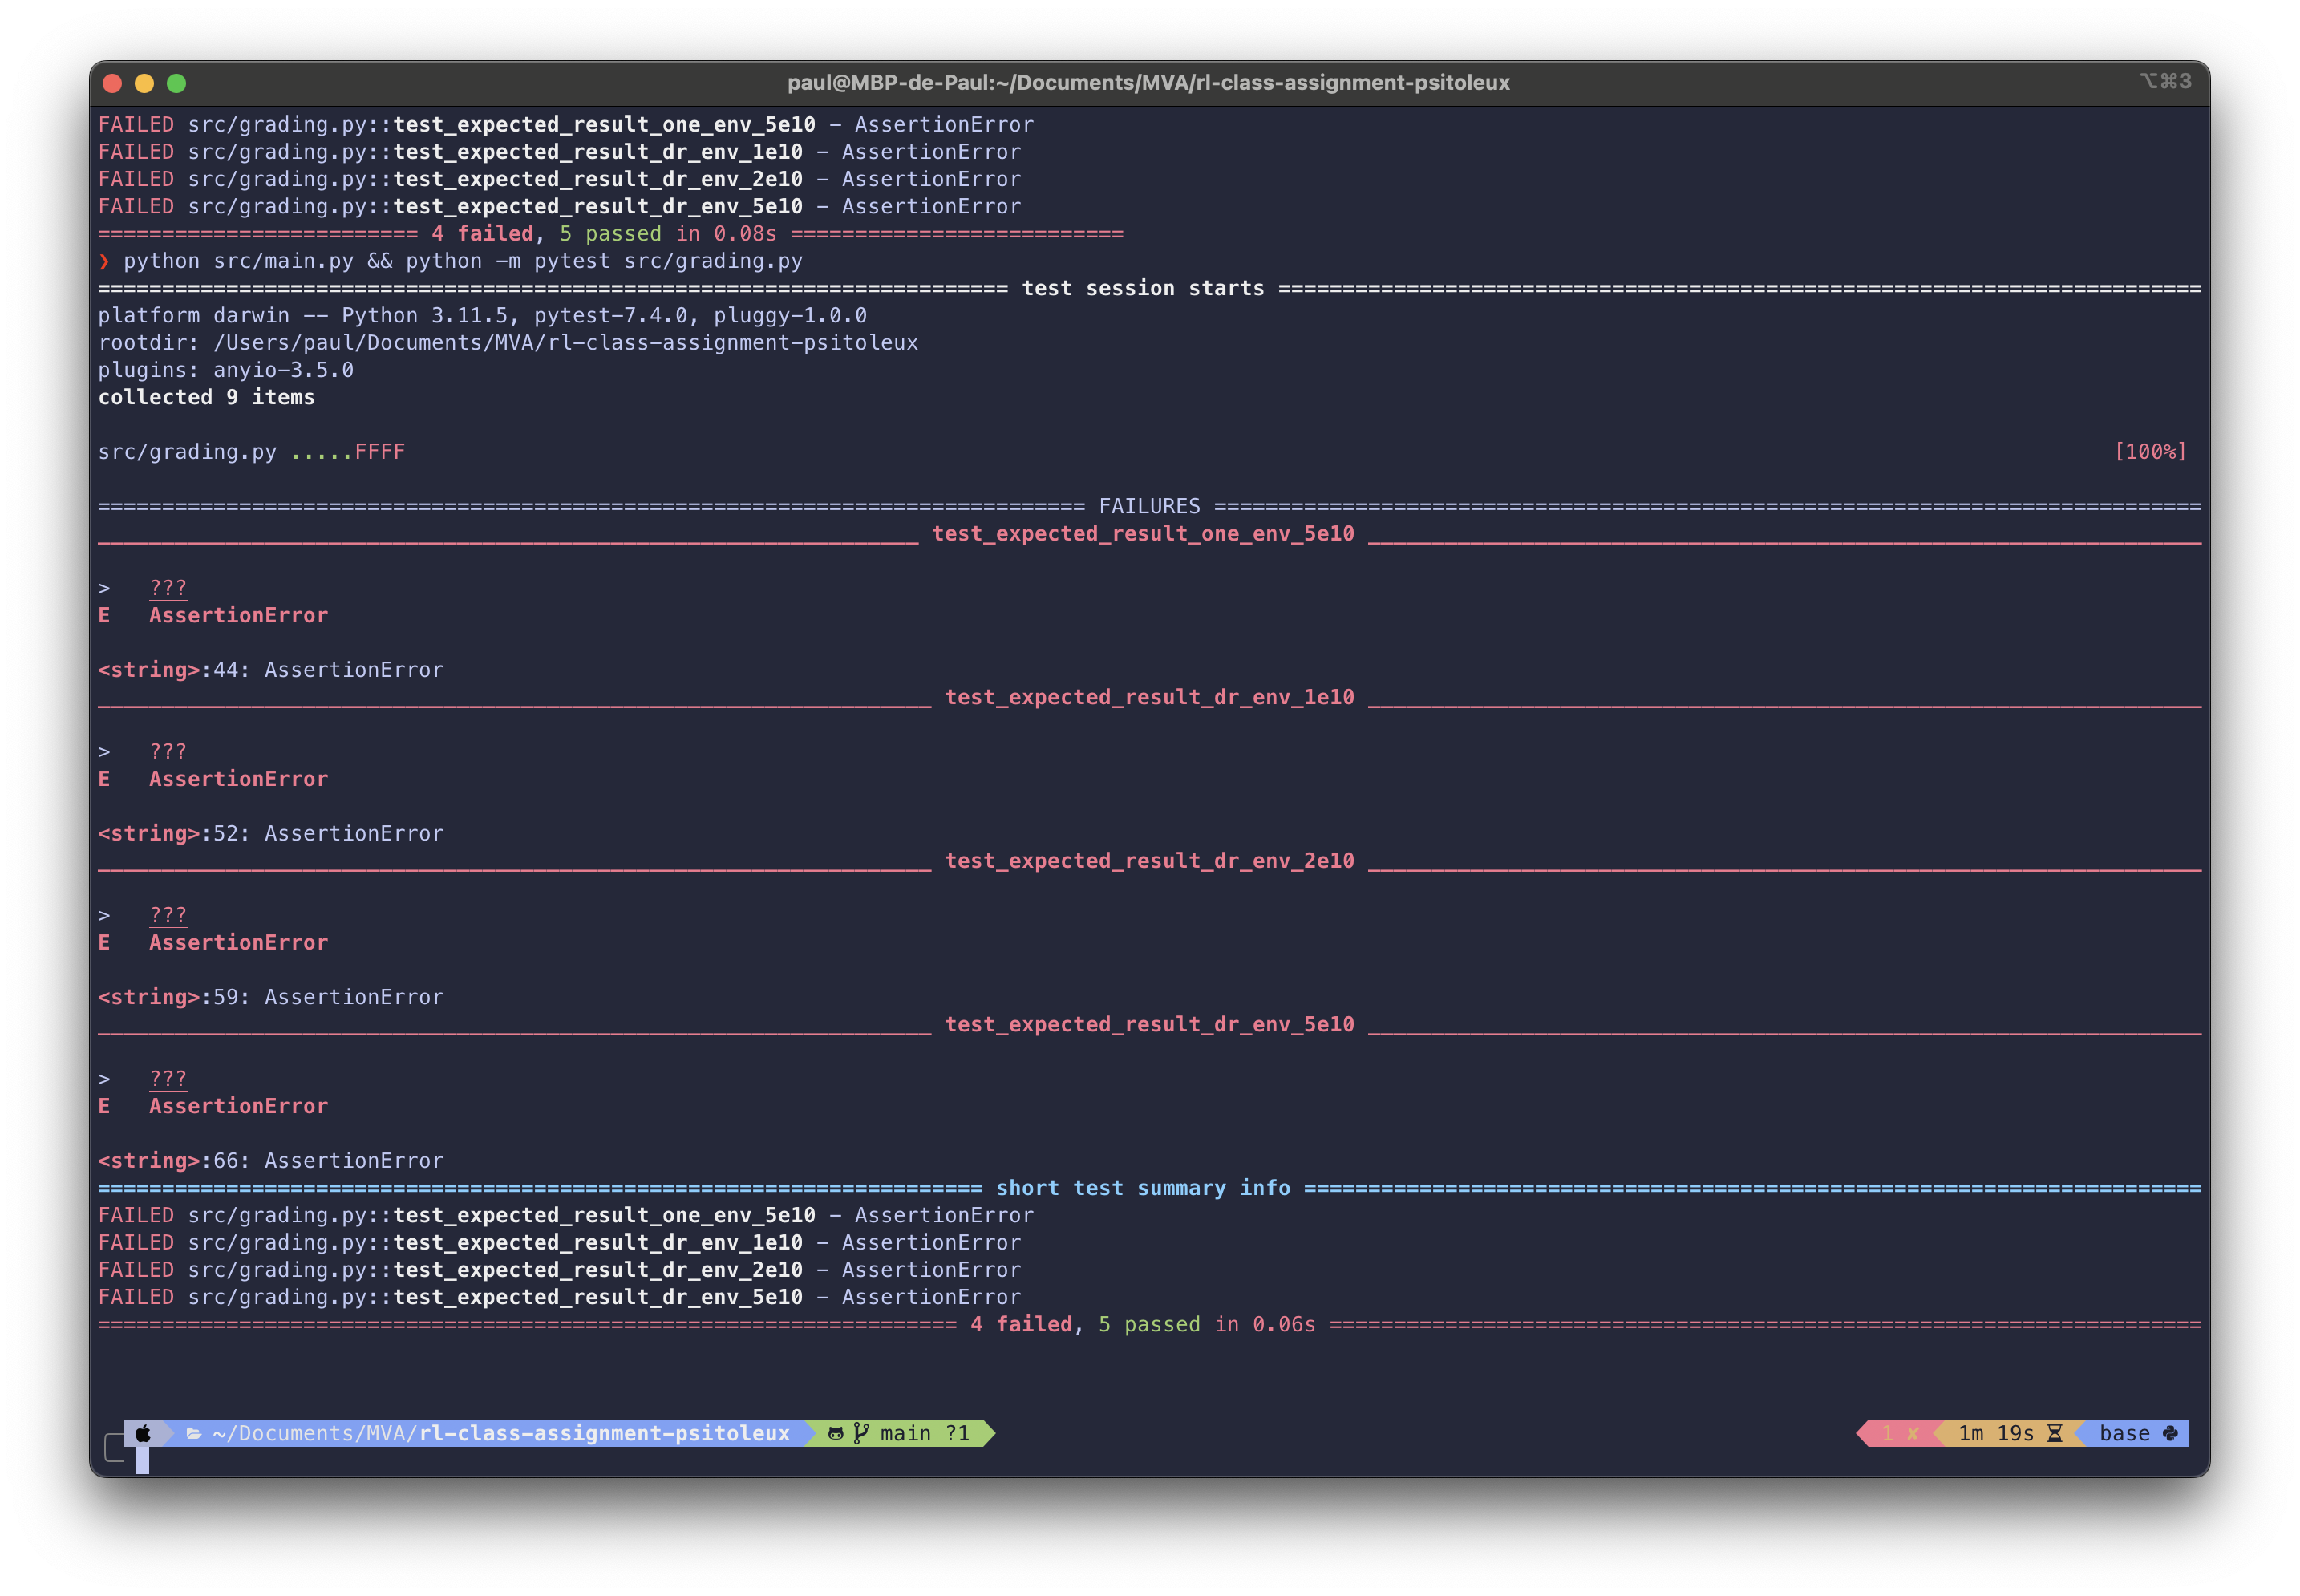 paul@MBP-de-Paul:~/Documents/MVA/rl-class-assignment-psitoleux ⌥⌘3
FAILED src/grading.py::test_expected_result_one_env_5e10 - AssertionError
FAILED src/grading.py::test_expected_result_dr_env_1e10 - AssertionError
FAILED src/grading.py::test_expected_result_dr_env_2e10 - AssertionError
FAILED src/grading.py::test_expected_result_dr_env_5e10 - AssertionError
========================= 4 failed, 5 passed in 0.08s ==========================
❯ python src/main.py && python -m pytest src/grading.py
======================================================================= test session starts ========================================================================
platform darwin -- Python 3.11.5, pytest-7.4.0, pluggy-1.0.0
rootdir: /Users/paul/Documents/MVA/rl-class-assignment-psitoleux
plugins: anyio-3.5.0
collected 9 items
src/grading.py .....FFFF [100%]
============================================================================= FAILURES =============================================================================
________________________________________________________________ test_expected_result_one_env_5e10 _________________________________________________________________
> ???
E AssertionError
<string>:44: AssertionError
_________________________________________________________________ test_expected_result_dr_env_1e10 _________________________________________________________________
> ???
E AssertionError
<string>:52: AssertionError
_________________________________________________________________ test_expected_result_dr_env_2e10 _________________________________________________________________
> ???
E AssertionError
<string>:59: AssertionError
_________________________________________________________________ test_expected_result_dr_env_5e10 _________________________________________________________________
> ???
E AssertionError
<string>:66: AssertionError
===================================================================== short test summary info ======================================================================
FAILED src/grading.py::test_expected_result_one_env_5e10 - AssertionError
FAILED src/grading.py::test_expected_result_dr_env_1e10 - AssertionError
FAILED src/grading.py::test_expected_result_dr_env_2e10 - AssertionError
FAILED src/grading.py::test_expected_result_dr_env_5e10 - AssertionError
=================================================================== 4 failed, 5 passed in 0.06s ====================================================================
~/Documents/MVA/rl-class-assignment-psitoleux main ?1 1 ✘ 1m 19s base